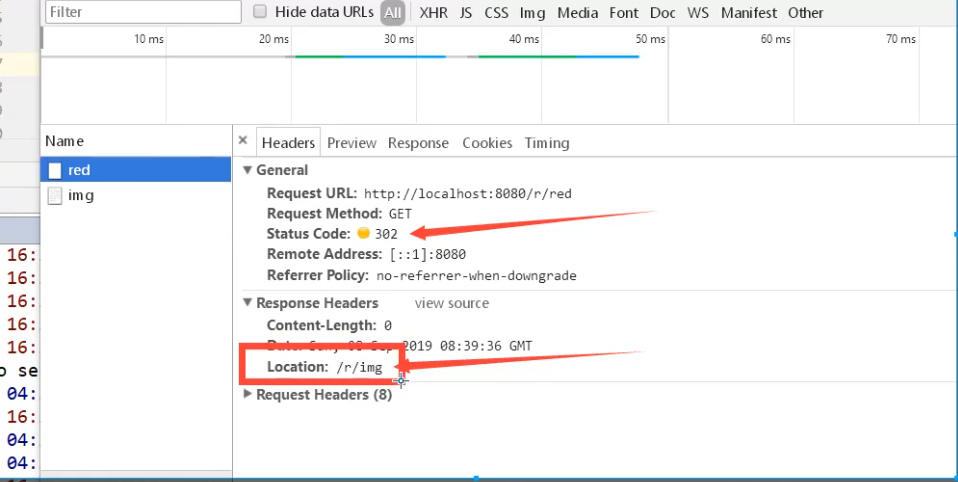 Filter Hide data URLs All XHR JS CSS Img Media Font Doc WS Manifest Other
10 ms 20 ms 30 ms 40 ms 50 ms 60 ms 70 ms
Name
red
img
× Headers Preview Response Cookies Timing
▼ General
Request URL: http://localhost:8080/r/red
Request Method: GET
Status Code: 302
Remote Address: [::1]:8080
Referrer Policy: no-referrer-when-downgrade
▼ Response Headers view source
Content-Length: 0
Date: Sun, 08 Sep 2019 08:39:36 GMT
Location: /r/img
▶ Request Headers (8)
16:
16:
16:
16:
16:
o se
04:
16:
04:
04: